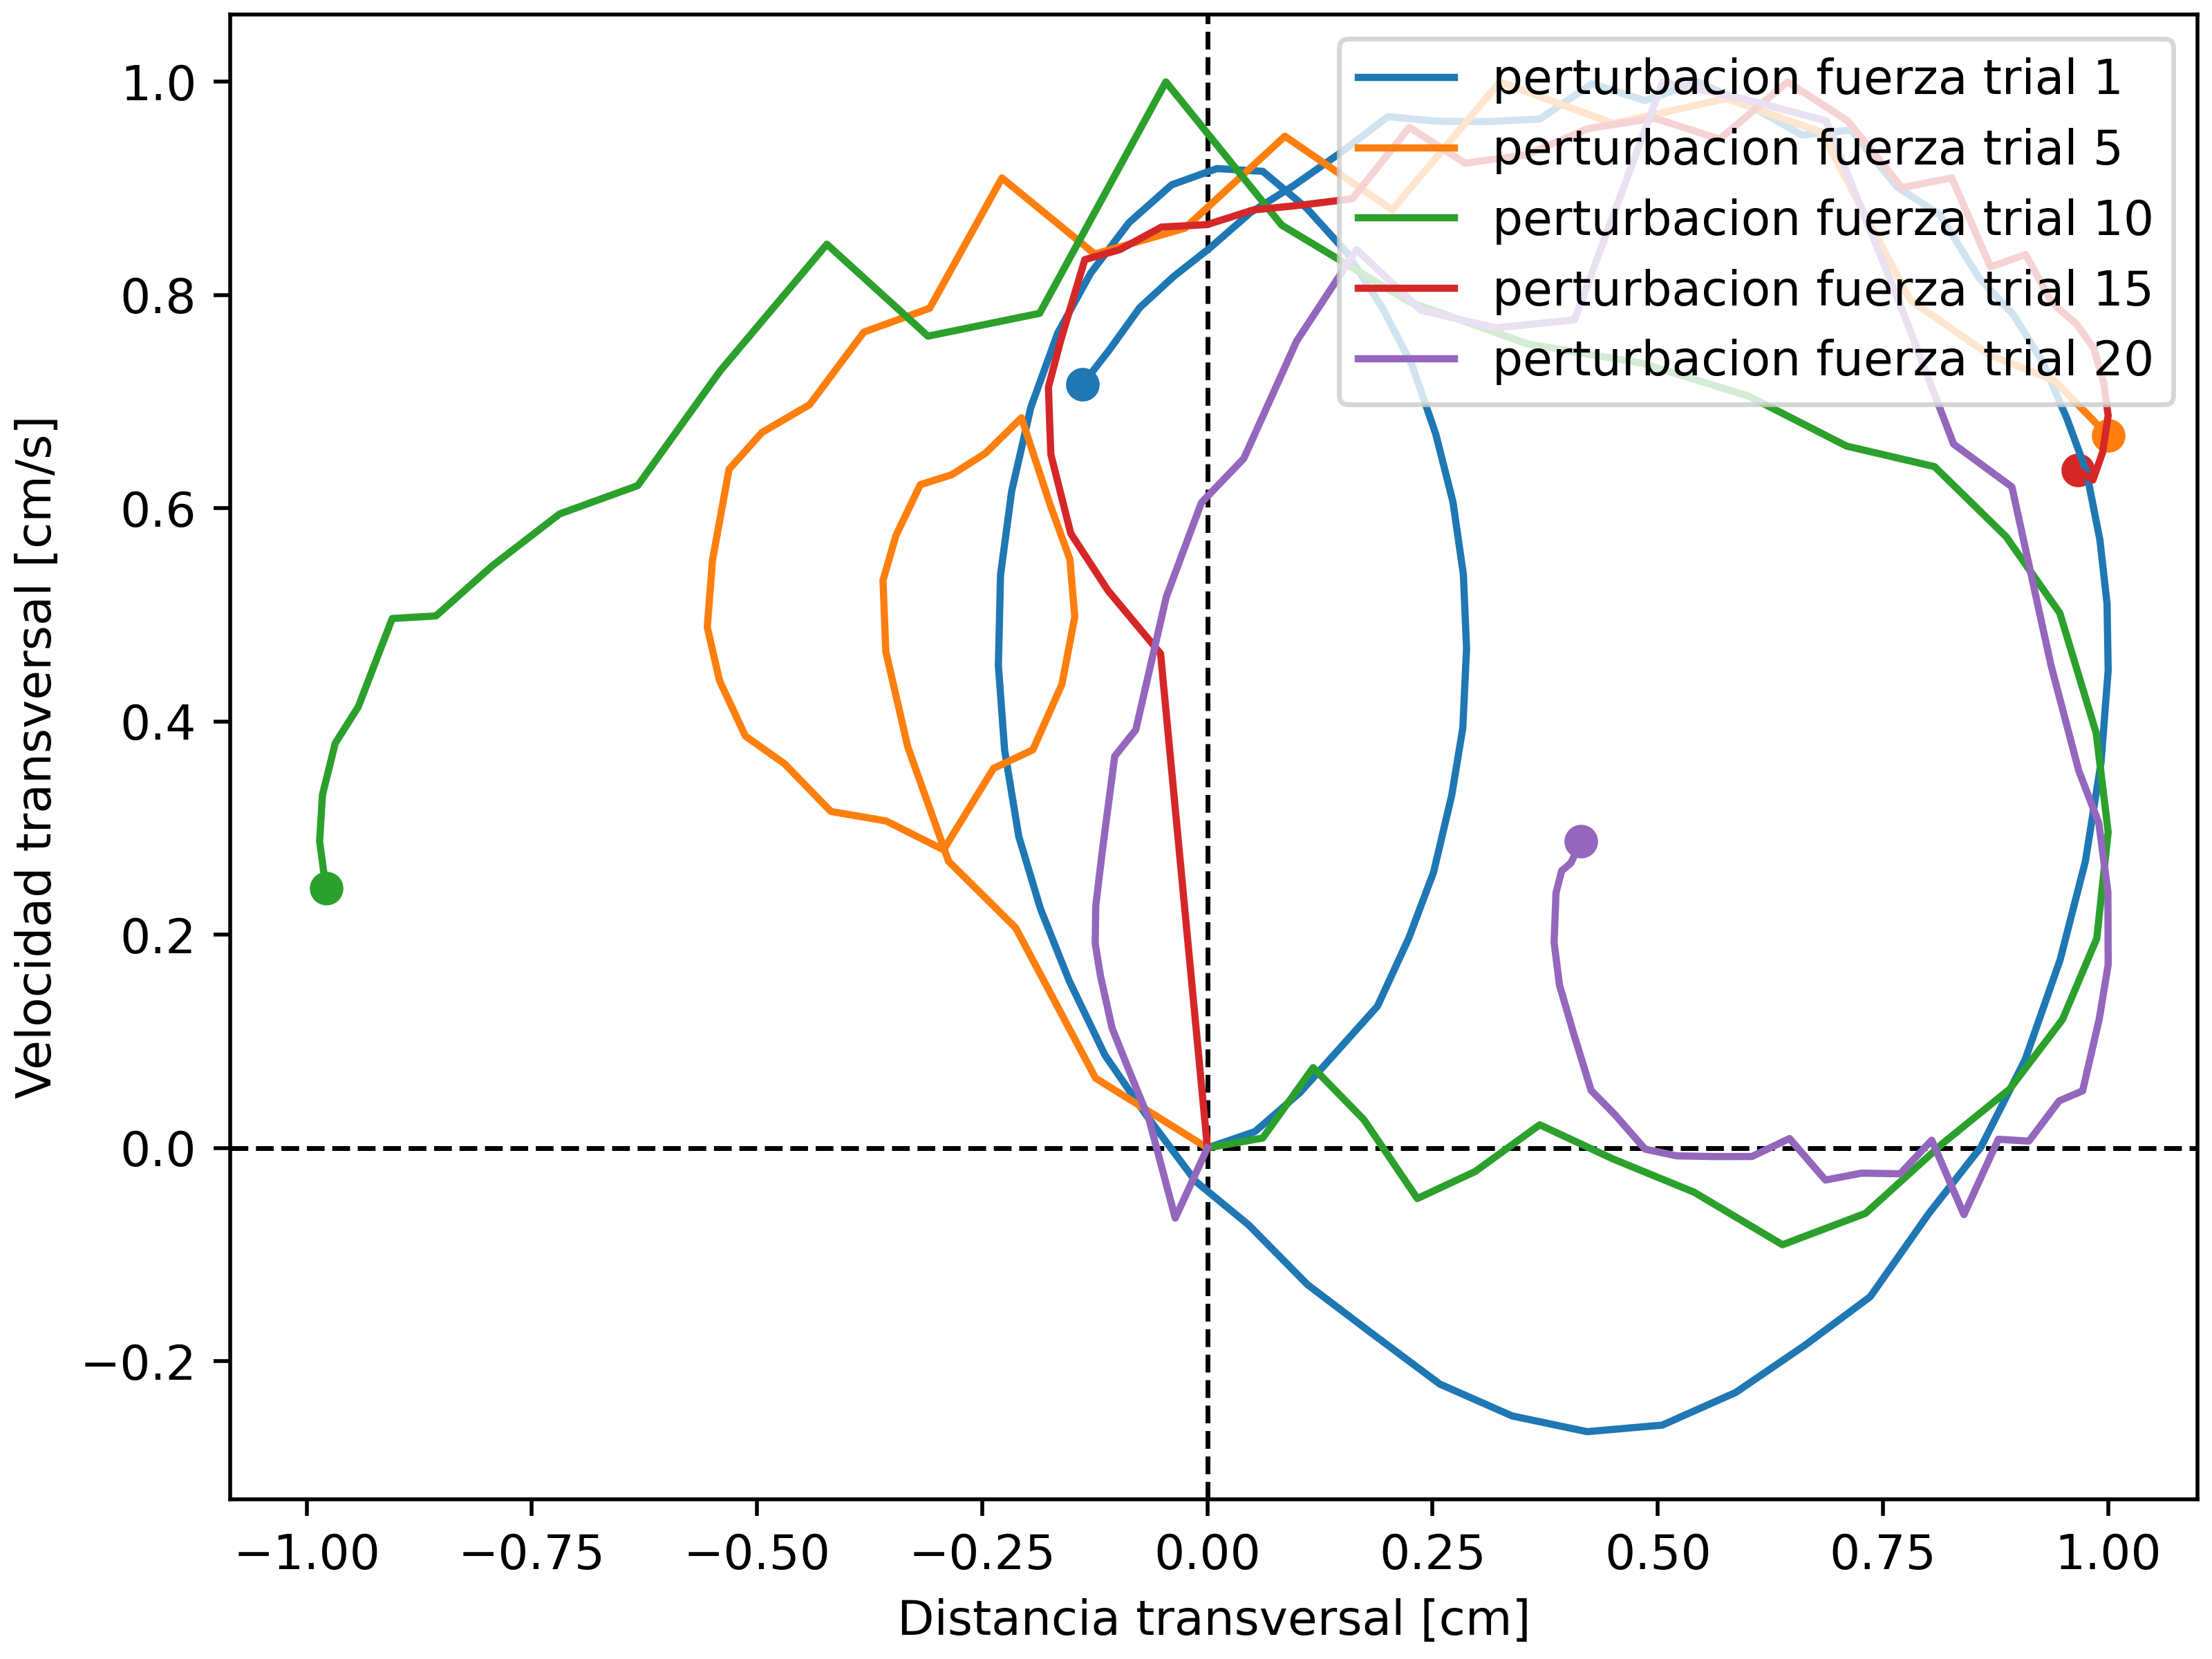 perturbacion fuerza trial 1
perturbacion fuerza trial 5
perturbacion fuerza trial 10
perturbacion fuerza trial 15
perturbacion fuerza trial 20
Velocidad transversal [cm/s]
1.0
0.8
0.6
0.4
0.2
0.0
−0.2
−1.00 −0.75 −0.50 −0.25 0.00 0.25 0.50 0.75 1.00
Distancia transversal [cm]